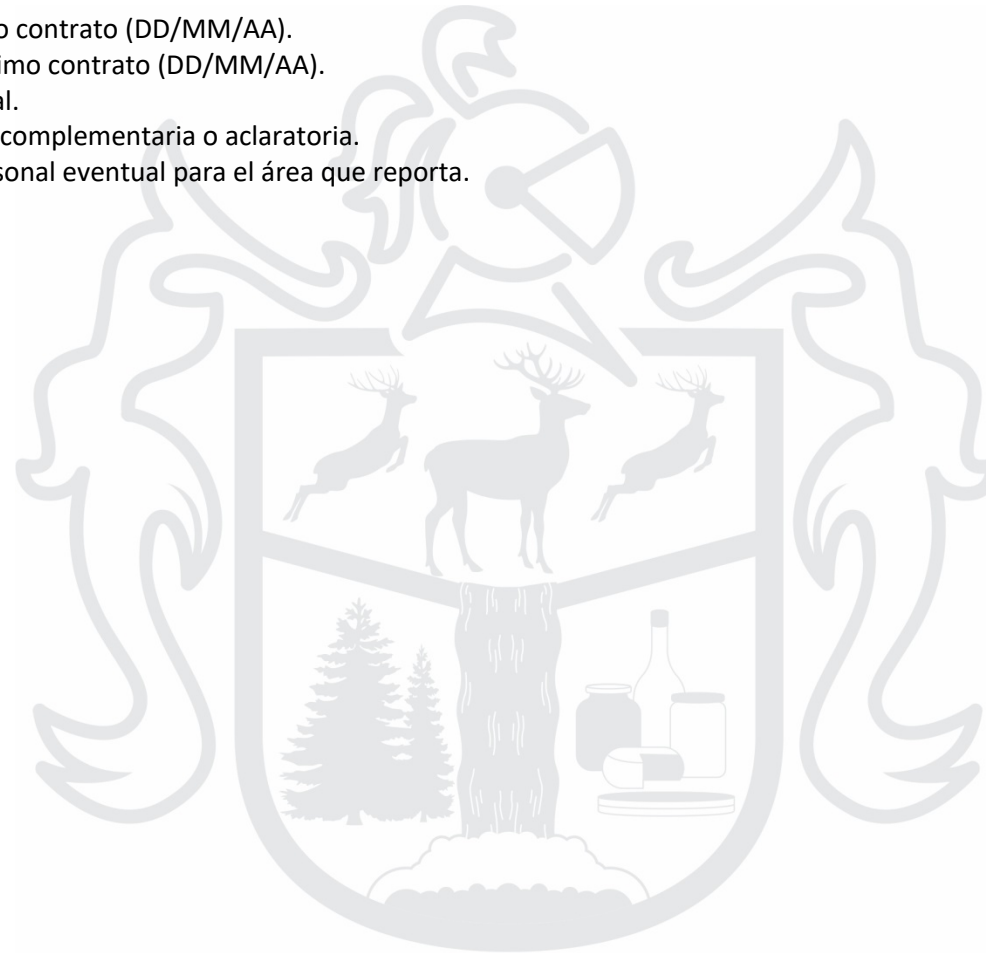 o contrato (DD/MM/AA).
imo contrato (DD/MM/AA).
al.
complementaria o aclaratoria.
sonal eventual para el área que reporta.